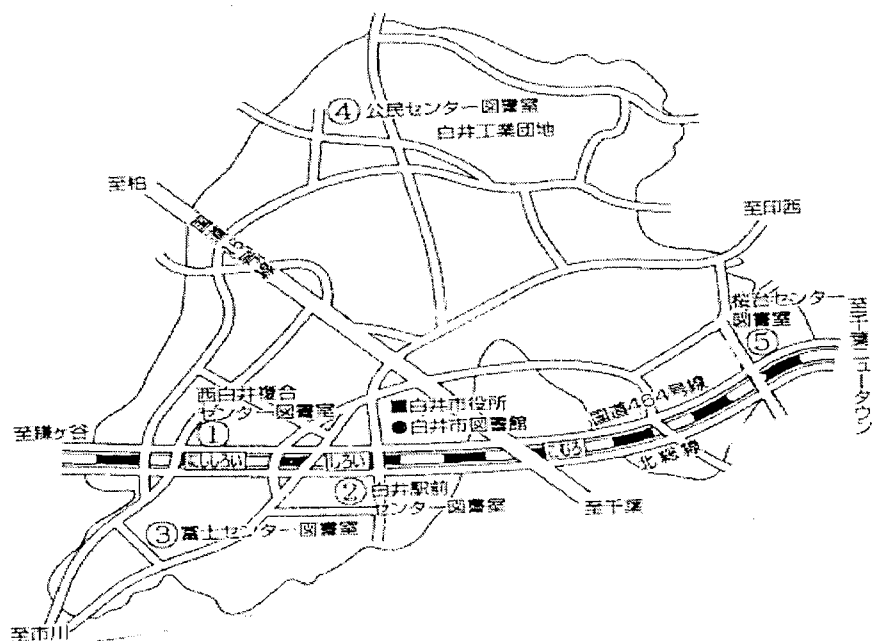 ④公民センター図書室
白井工業団地
至柏
至印西
国道16号線
桜台センター
図書室
⑤
至千葉ニュータウン
西白井複合
センター図書室
①
■白井市役所
●白井市図書館
国道464号線
至鎌ヶ谷
にししろい
しろい
こむろ
北総線
②白井駅前
センター図書室
至千葉
③冨士センター図書室
至市川